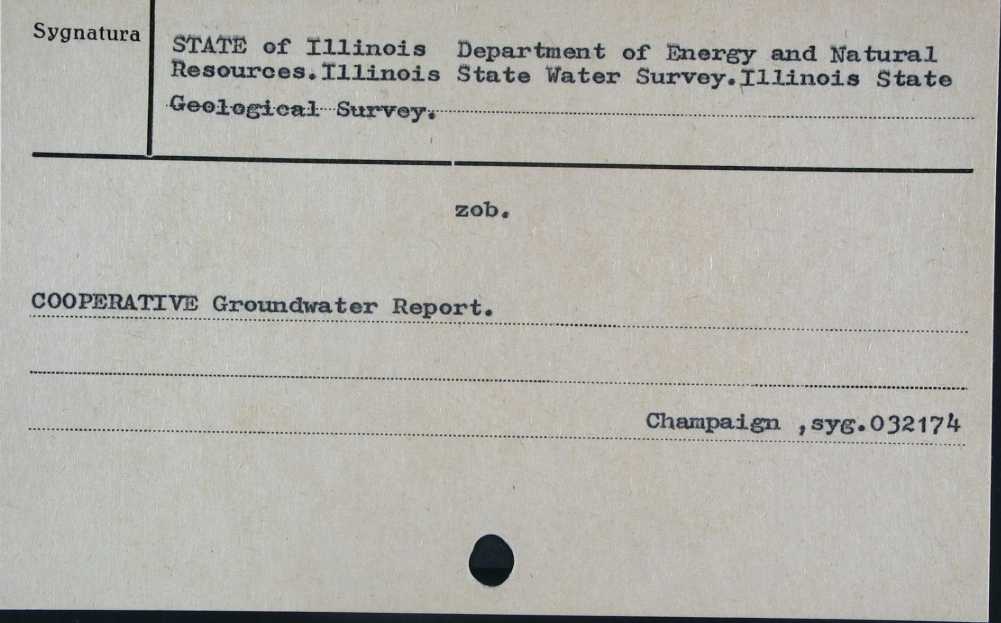 Sygnatura
STATE of Illinois Department of Energy and Natural
Resources.Illinois State Water Survey.Illinois State
Geological Survey.
zob.
COOPERATIVE Groundwater Report.
Champaign ,syg.032174